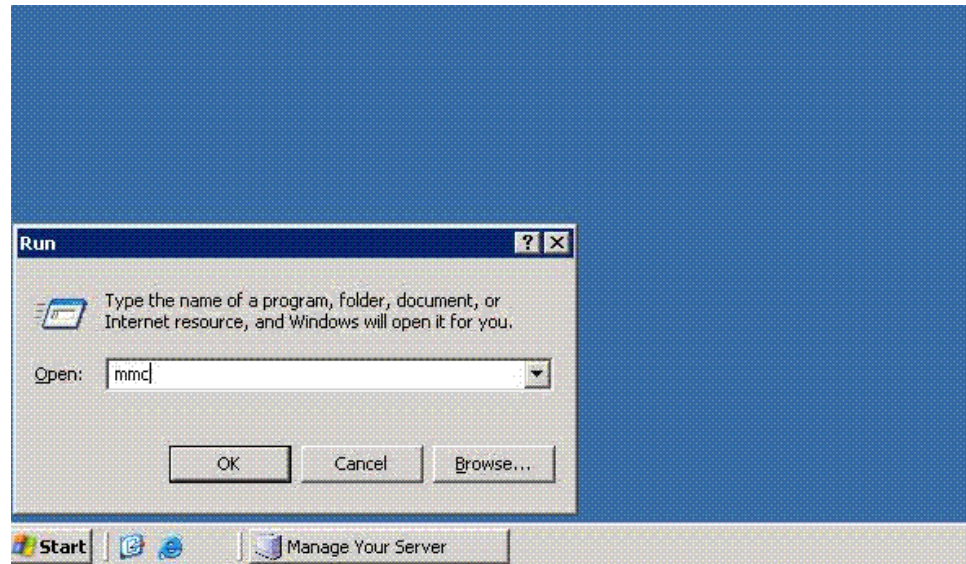 Run
Type the name of a program, folder, document, or
Internet resource, and Windows will open it for you.
Open: mmc
OK Cancel Browse...
Start Manage Your Server